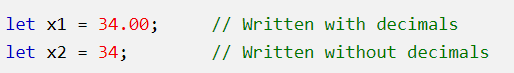 let x1 = 34.00;     // Written with decimals
let x2 = 34;        // Written without decimals